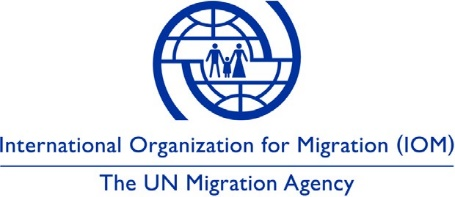 International Organization for Migration (IOM)
The UN Migration Agency